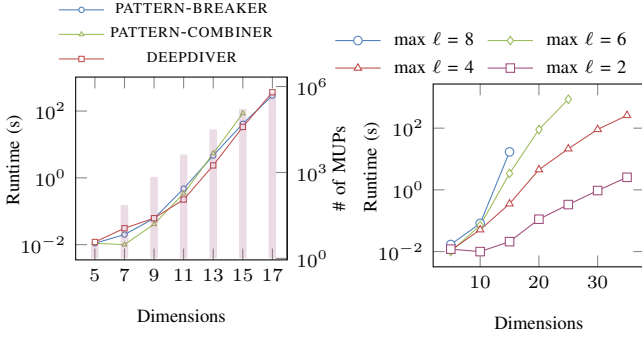 PATTERN-BREAKER
PATTERN-COMBINER
DEEPDIVER
10^2
10^0
10^−2
Runtime (s)
10^6
10^4
10^3
10^0
# of MUPs
5 7 9 11 13 15 17
Dimensions
max ℓ = 8
max ℓ = 6
max ℓ = 4
max ℓ = 2
10^2
10^0
10^−2
Runtime (s)
10 20 30
Dimensions